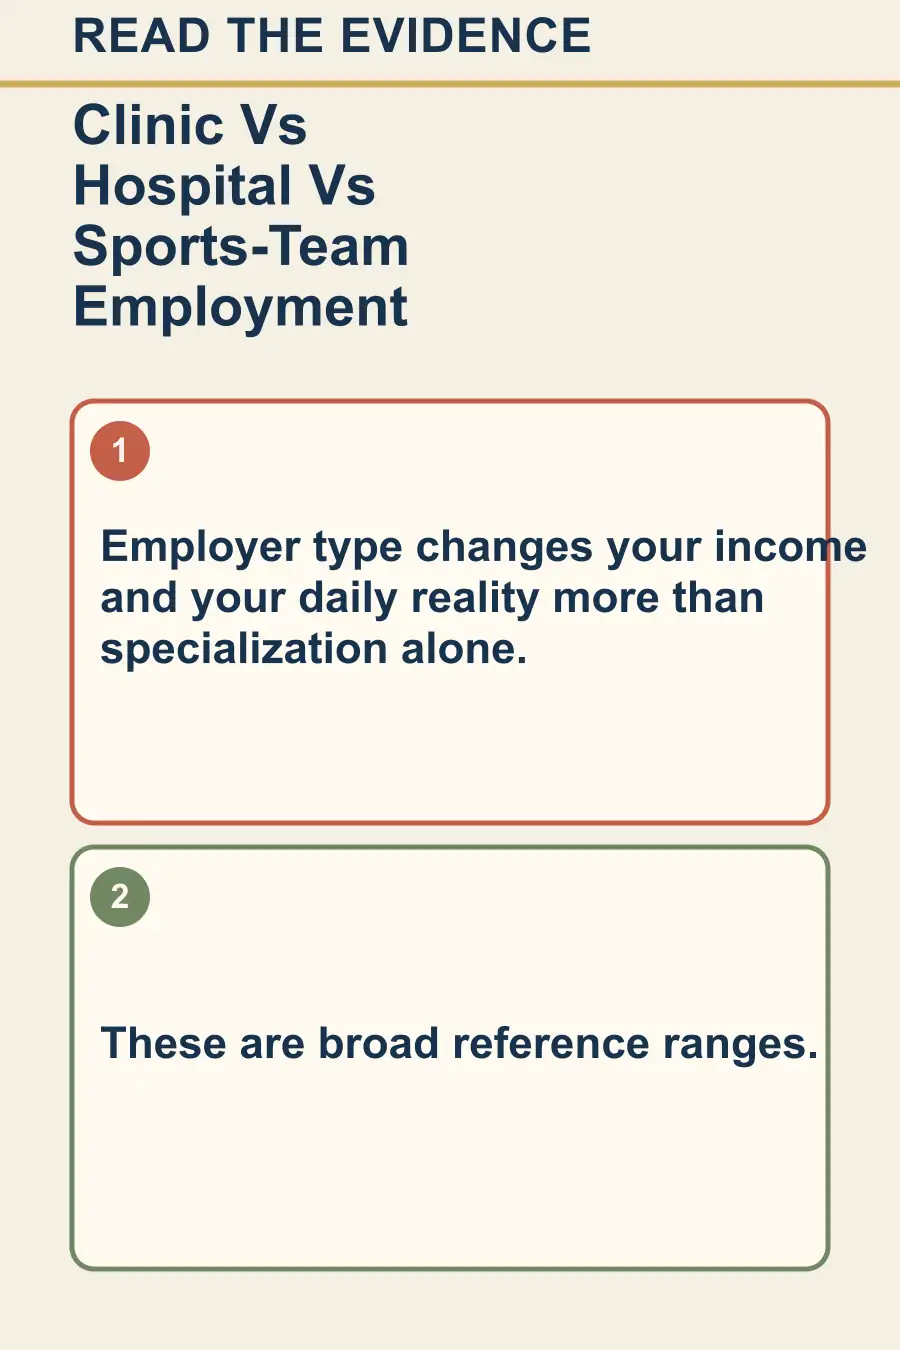 READ THE EVIDENCE
Clinic Vs
Hospital Vs
Sports-Team
Employment
1
Employer type changes your income
and your daily reality more than
specialization alone.
2
These are broad reference ranges.